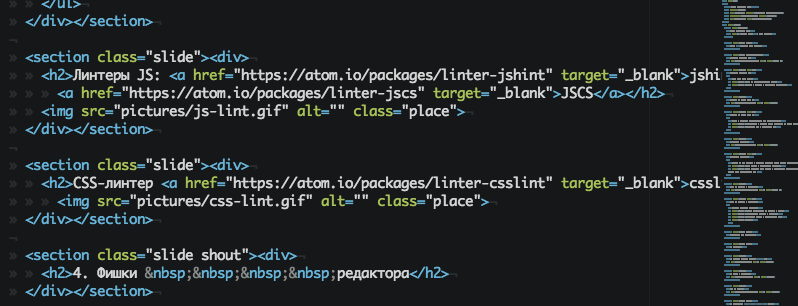 </ul>
</div></section>
<section class="slide"><div>
<h2>Линтеры JS: <a href="https://atom.io/packages/linter-jshint" target="_blank">jshi
<a href="https://atom.io/packages/linter-jscs" target="_blank">JSCS</a></h2>
<img src="pictures/js-lint.gif" alt="" class="place">
</div></section>
<section class="slide"><div>
<h2>CSS-линтер <a href="https://atom.io/packages/linter-csslint" target="_blank">cssl
<img src="pictures/css-lint.gif" alt="" class="place">
</div></section>
<section class="slide shout"><div>
<h2>4. Фишки &nbsp;&nbsp;&nbsp;&nbsp;редактора</h2>
</div></section>